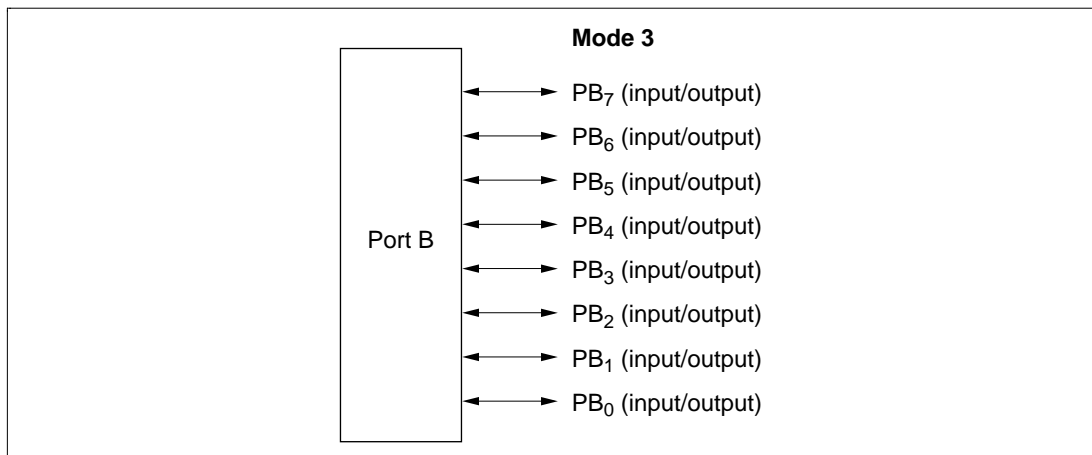 Mode 3
PB7 (input/output)
PB6 (input/output)
PB5 (input/output)
PB4 (input/output)
Port B
PB3 (input/output)
PB2 (input/output)
PB1 (input/output)
PB0 (input/output)